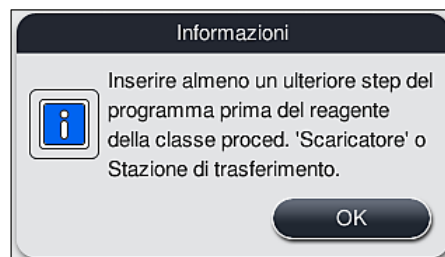 Informazioni
Inserire almeno un ulteriore step del
programma prima del reagente
della classe proced. 'Scaricatore' o
Stazione di trasferimento.
OK